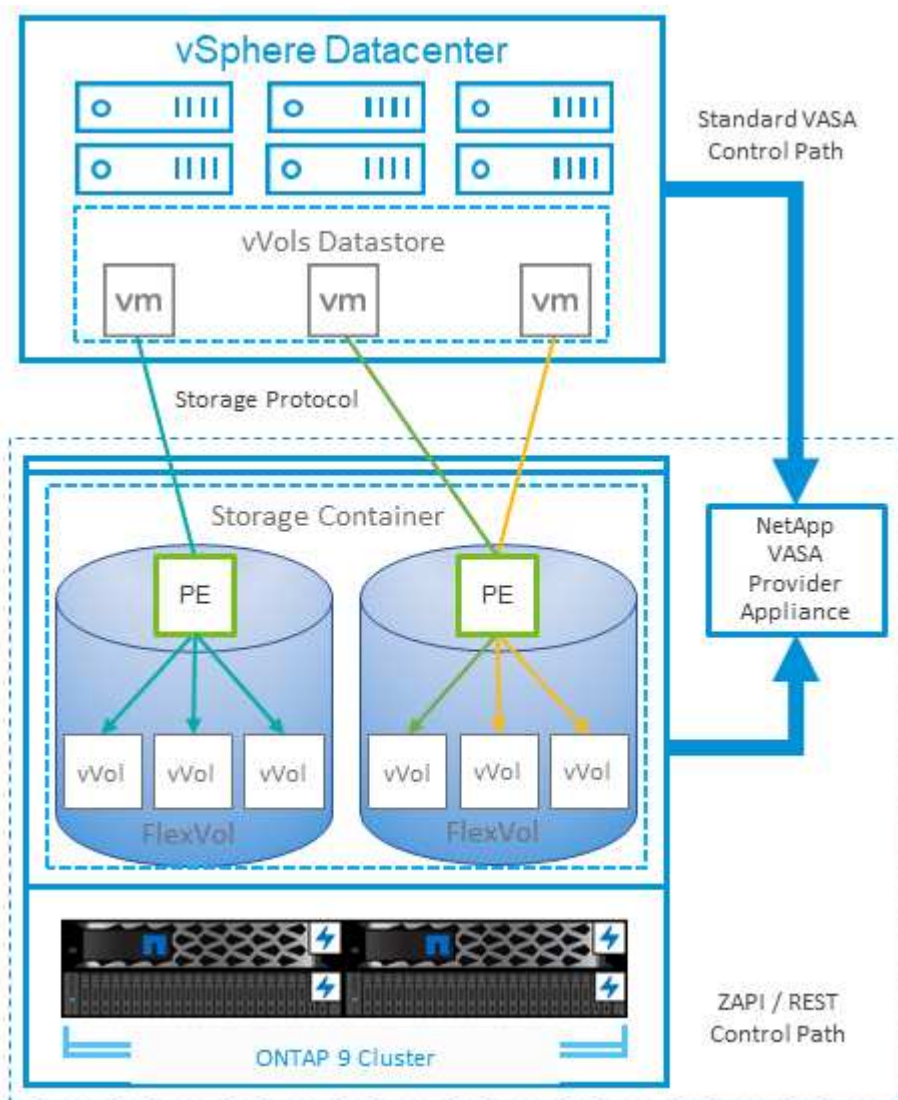 vSphere Datacenter
Standard VASA
Control Path
vVols Datastore
vm
vm
vm
Storage Protocol
Storage Container
NetApp
VASA
Provider
Appliance
PE
PE
vVol
vVol
vVol
vVol
vVol
vVol
FlexVol
FlexVol
ZAPI / REST
Control Path
ONTAP 9 Cluster